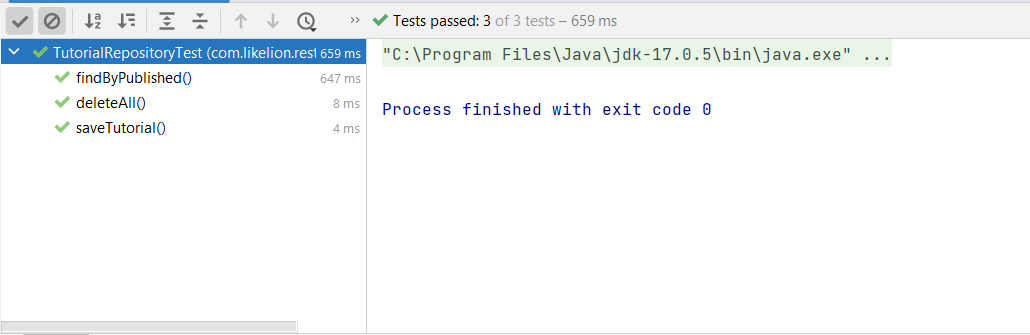 Tests passed: 3 of 3 tests – 659 ms
TutorialRepositoryTest (com.likelion.rest 659 ms
findByPublished() 647 ms
deleteAll() 8 ms
saveTutorial() 4 ms
"C:\Program Files\Java\jdk-17.0.5\bin\java.exe" ...
Process finished with exit code 0